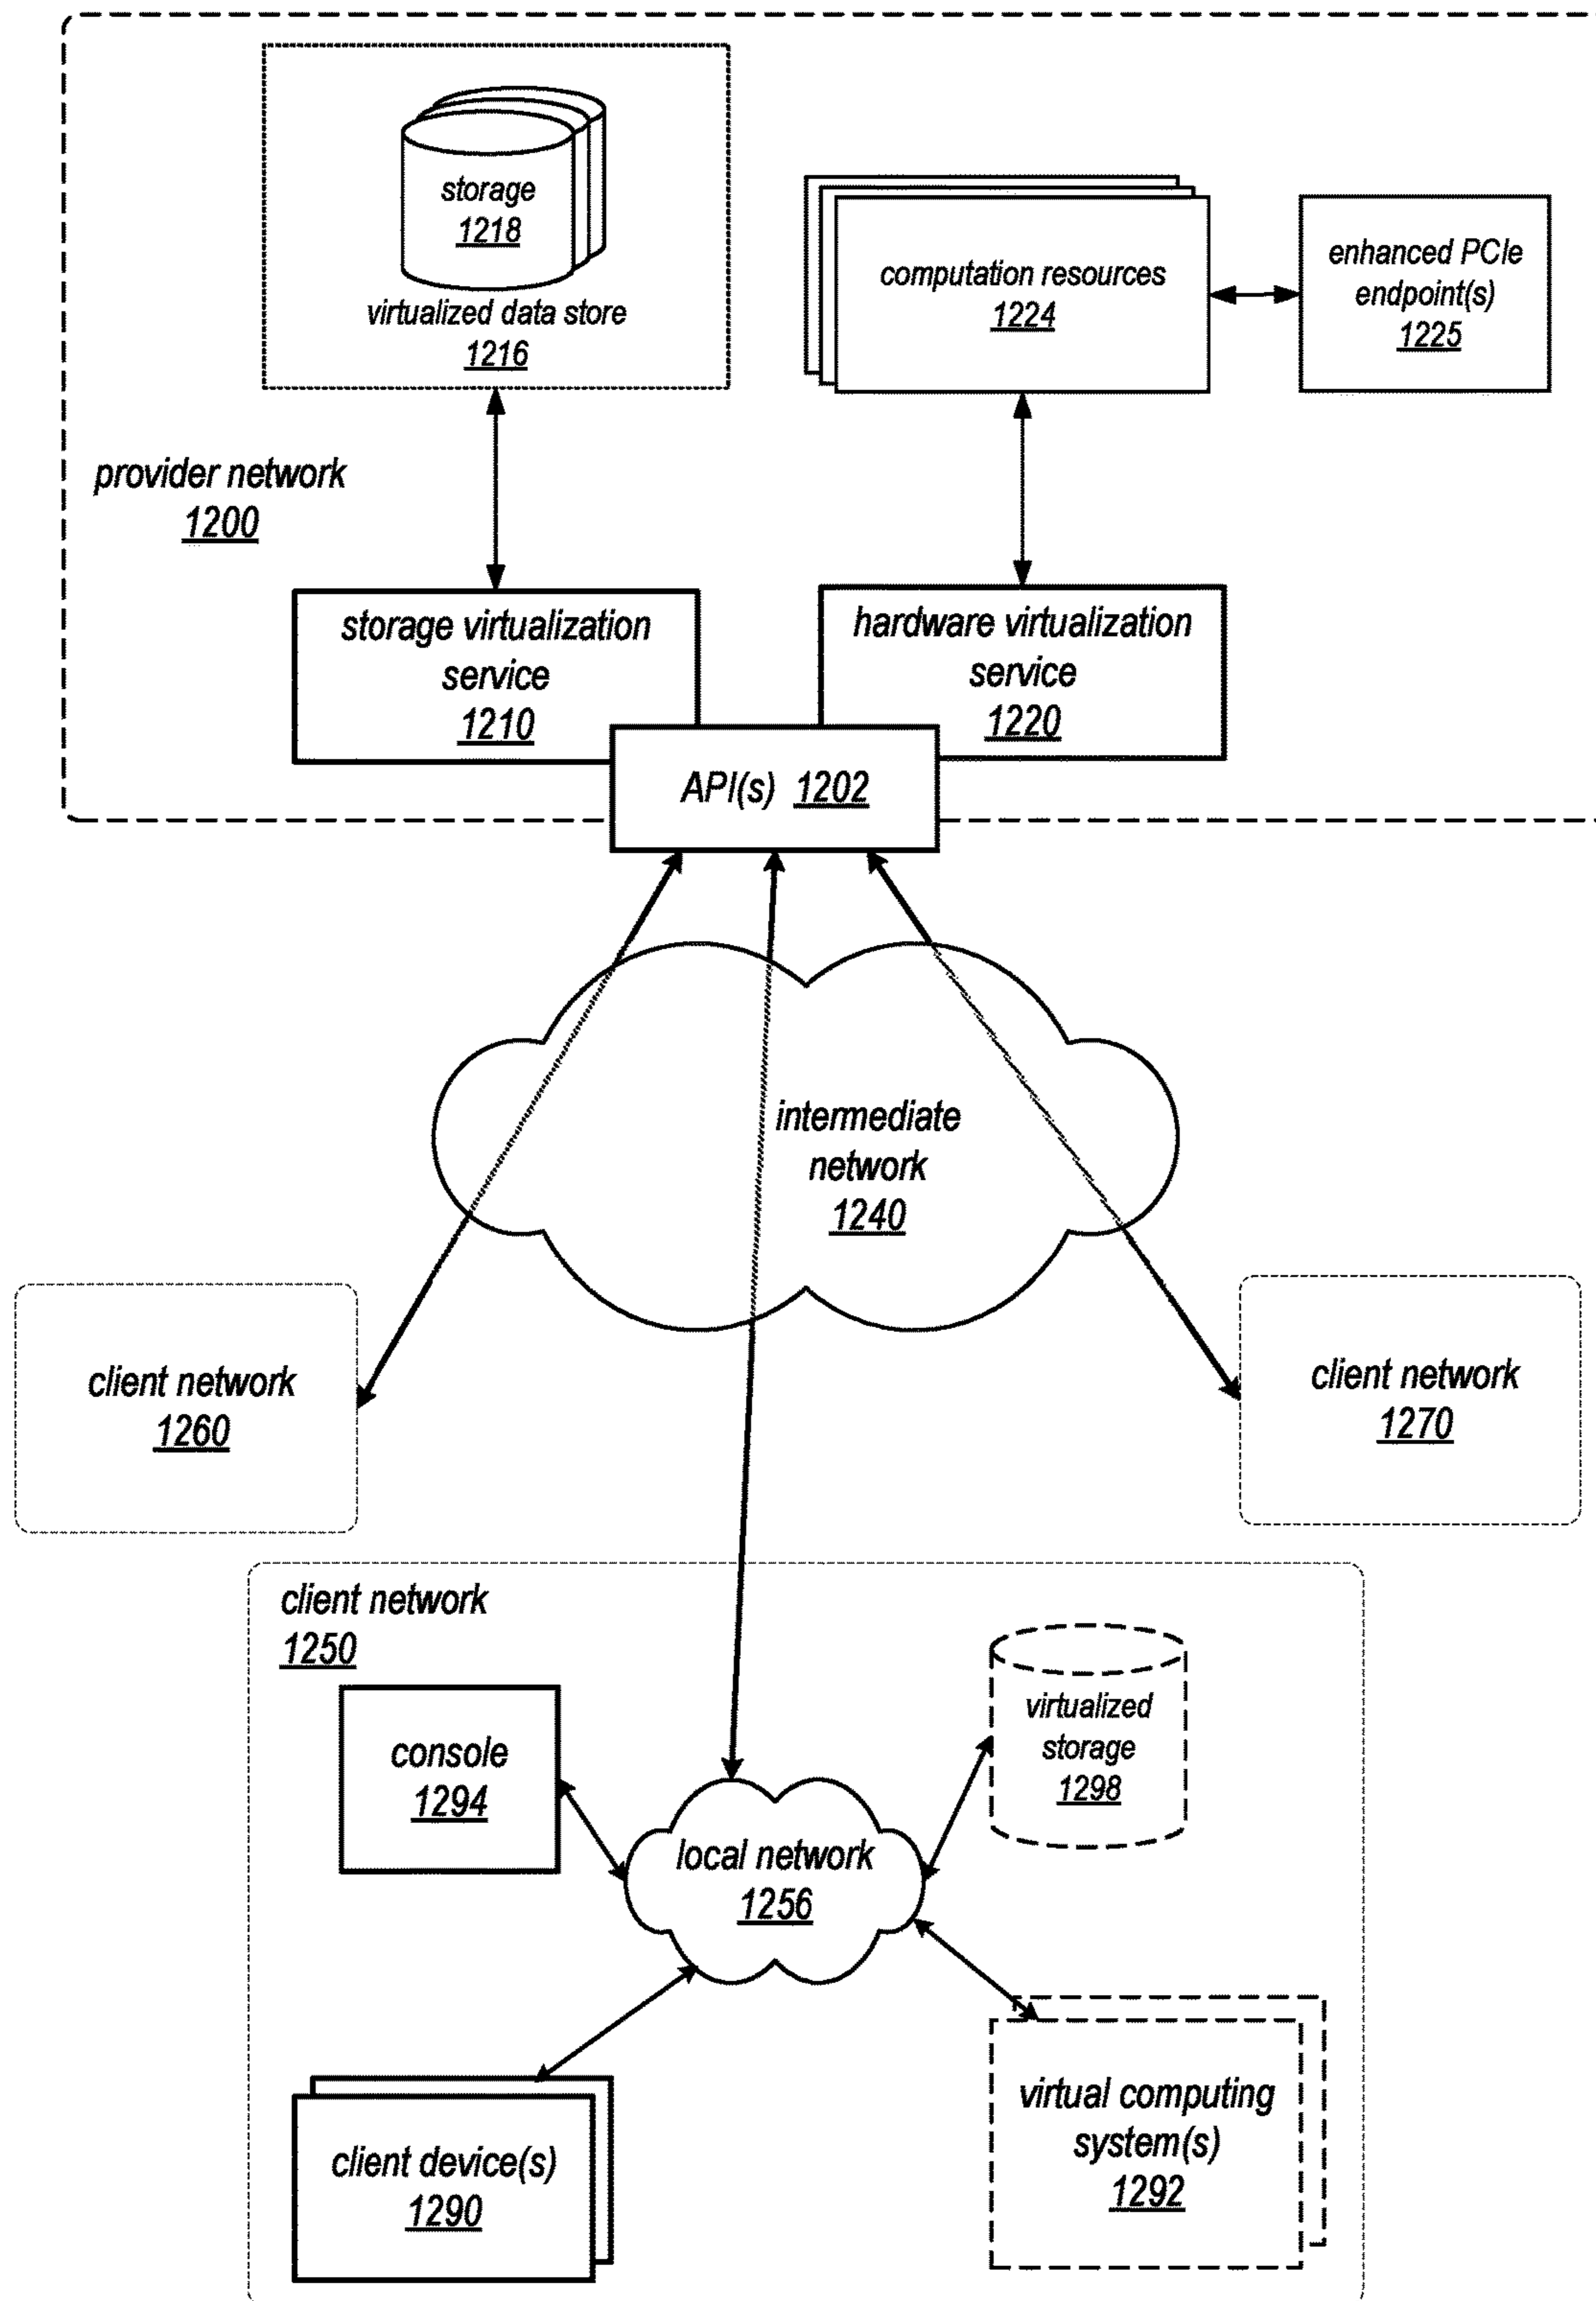 storage
1218
virtualized data store
1216
computation resources
1224
enhanced PCIe
endpoint(s)
1225
provider network
1200
storage virtualization
service
1210
hardware virtualization
service
1220
API(s) 1202
intermediate
network
1240
client network
1260
client network
1270
client network
1250
console
1294
virtualized
storage
1298
local network
1256
client device(s)
1290
virtual computing
system(s)
1292